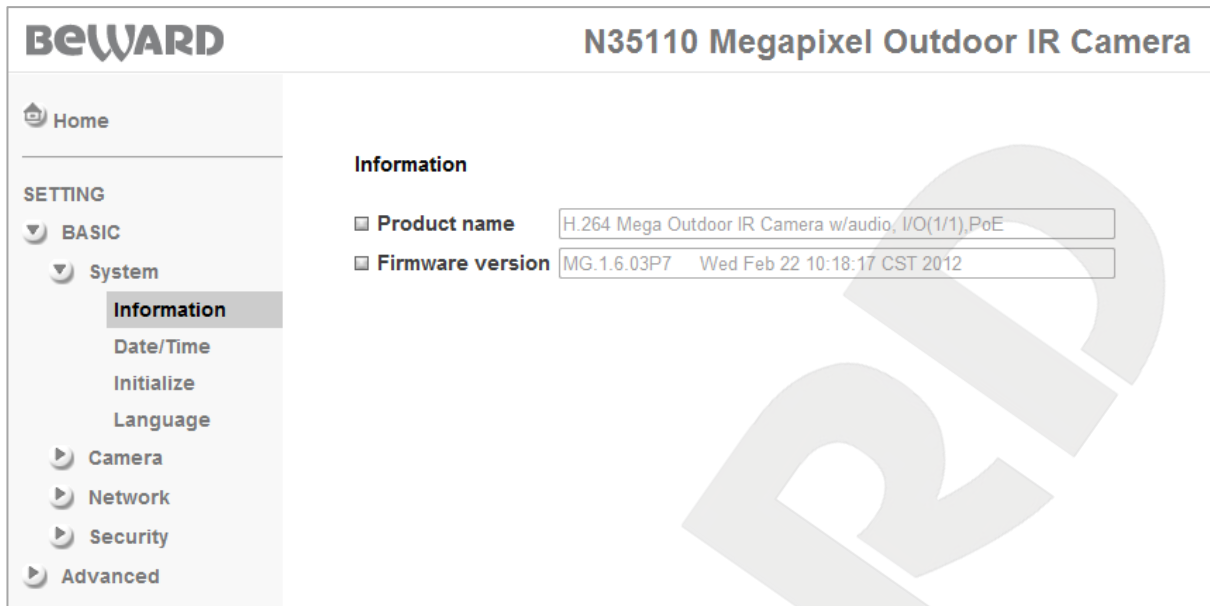 BEWARD
N35110 Megapixel Outdoor IR Camera
Home
SETTING
BASIC
System
Information
Date/Time
Initialize
Language
Camera
Network
Security
Advanced
Information
Product name H.264 Mega Outdoor IR Camera w/audio, I/O(1/1),PoE
Firmware version MG.1.6.03P7 Wed Feb 22 10:18:17 CST 2012
RD